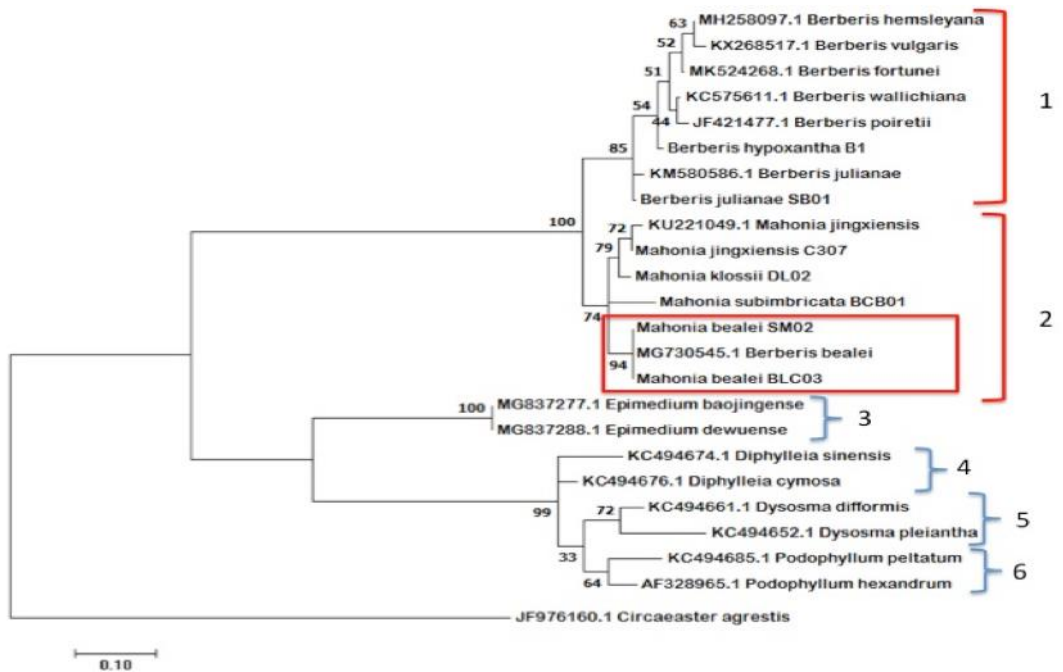 63 MH258097.1 Berberis hemsleyana
52 KX268517.1 Berberis vulgaris
51 MK524268.1 Berberis fortunei
54 KC575611.1 Berberis wallichiana
1
44 JF421477.1 Berberis poiretii
85 Berberis hypoxantha B1
KM580586.1 Berberis julianae
Berberis julianae SB01
100 72 KU221049.1 Mahonia jingxiensis
79 Mahonia jingxiensis C307
Mahonia klossii DL02
Mahonia subimbricata BCB01
74 2
Mahonia bealei SM02
MG730545.1 Berberis bealei
94 Mahonia bealei BLC03
100 MG837277.1 Epimedium baojingense
3
MG837288.1 Epimedium dewuense
KC494674.1 Diphylleia sinensis
4
KC494676.1 Diphylleia cymosa
99 72 KC494661.1 Dysosma difformis
5
KC494652.1 Dysosma pleiantha
33 KC494685.1 Podophyllum peltatum
6
64 AF328965.1 Podophyllum hexandrum
JF976160.1 Circaeaster agrestis
0.10